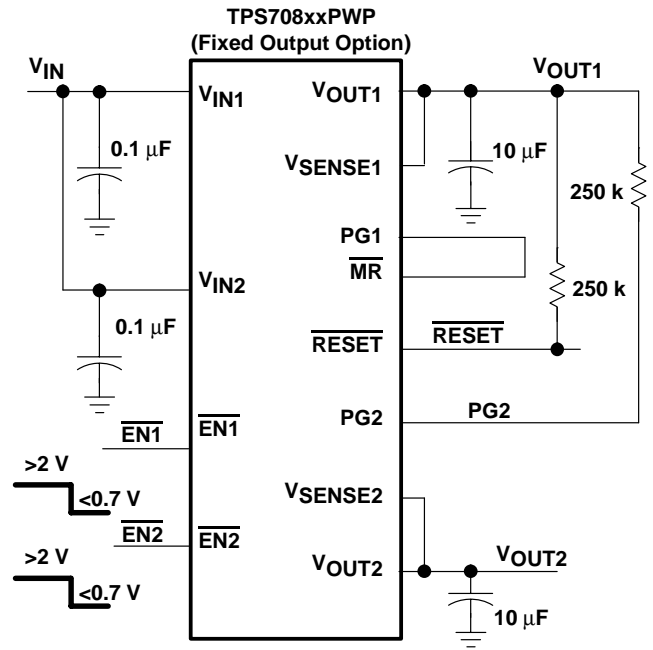 TPS708xxPWP
(Fixed Output Option)
VIN
VIN1
VOUT1
VOUT1
0.1 μF
10 μF
VSENSE1
250 k
PG1
MR
VIN2
250 k
0.1 μF
RESET
RESET
EN1
EN1
PG2
PG2
>2 V
<0.7 V
VSENSE2
EN2
EN2
>2 V
VOUT2
VOUT2
<0.7 V
10 μF